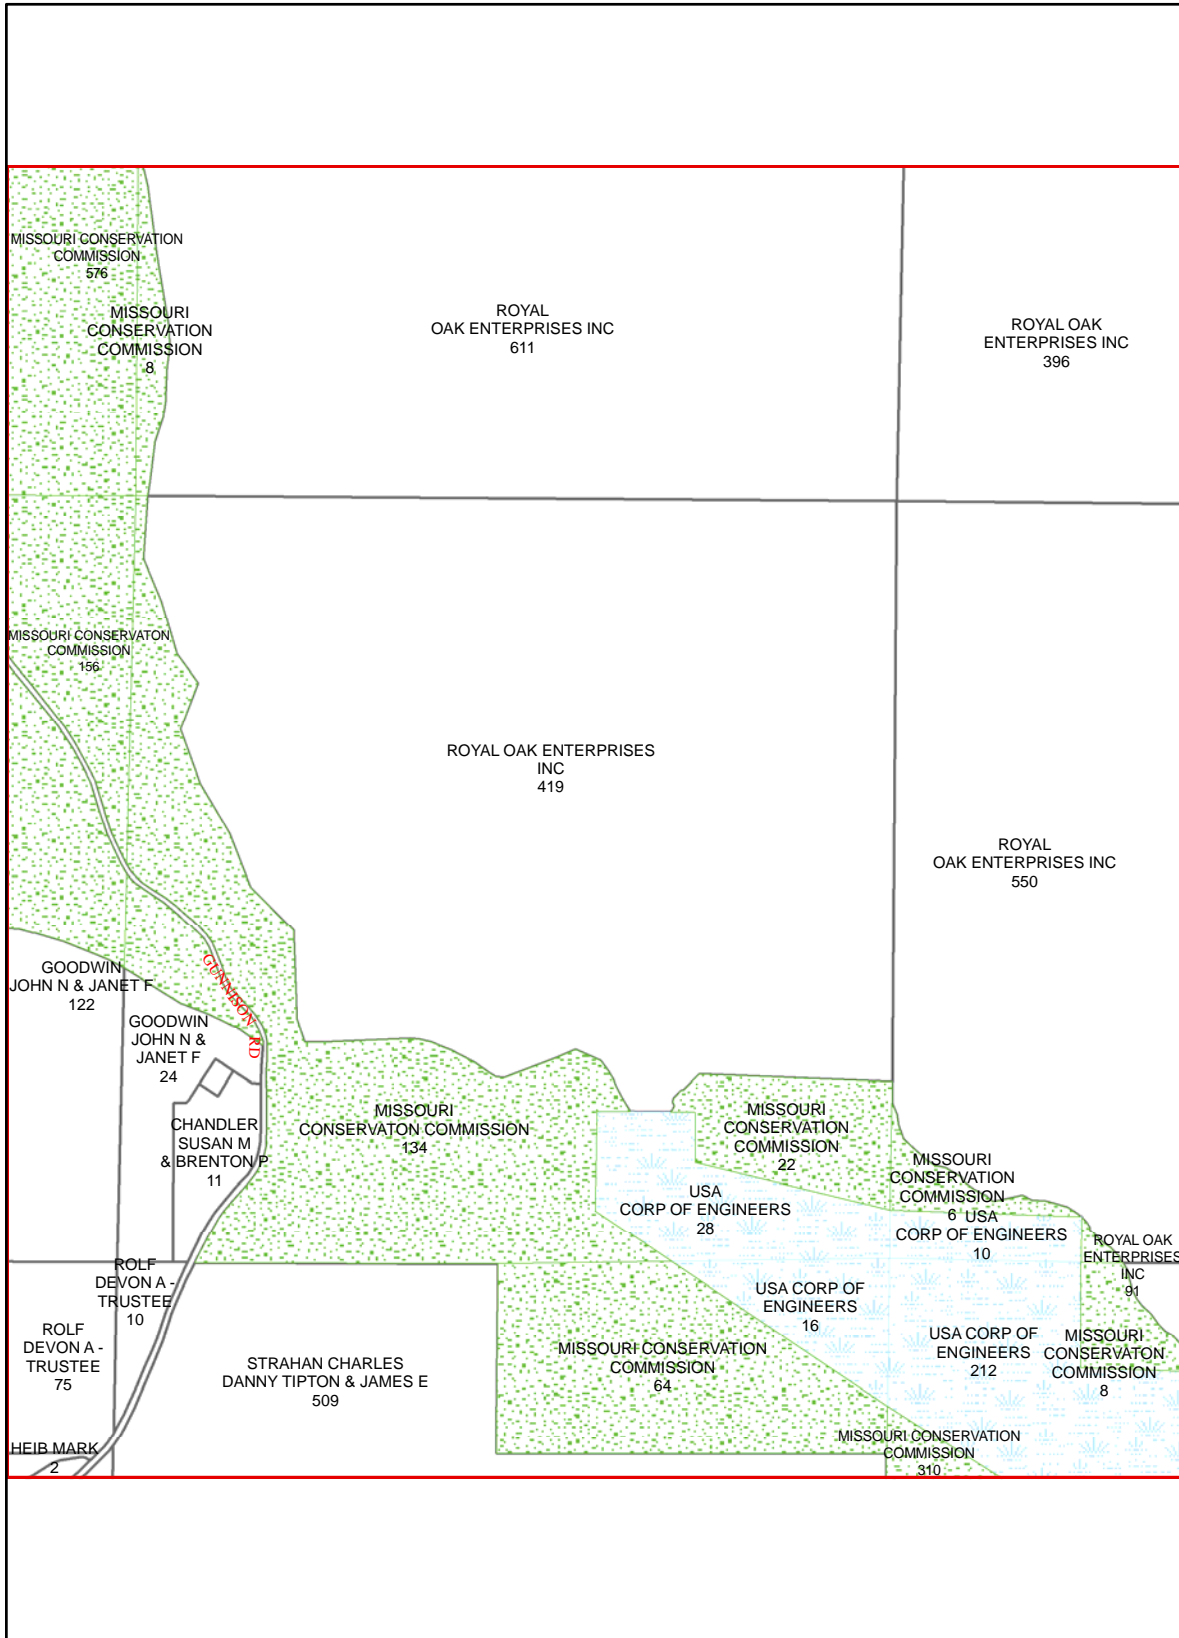 MISSOURI CONSERVATION
COMMISSION
576
MISSOURI
CONSERVATION
COMMISSION
8
ROYAL
OAK ENTERPRISES INC
611
ROYAL OAK
ENTERPRISES INC
396
MISSOURI CONSERVATON
COMMISSION
156
ROYAL OAK ENTERPRISES
INC
419
ROYAL
OAK ENTERPRISES INC
550
GOODWIN
JOHN N & JANET F
122
GUNNISON RD
GOODWIN
JOHN N &
JANET F
24
CHANDLER
SUSAN M
& BRENTON P
11
MISSOURI
CONSERVATON COMMISSION
134
MISSOURI
CONSERVATION
COMMISSION
22
MISSOURI
CONSERVATION
COMMISSION
6
USA
CORP OF ENGINEERS
28
USA
CORP OF ENGINEERS
10
ROYAL OAK
ENTERPRISES
INC
91
ROLF
DEVON A -
TRUSTEE
10
USA CORP OF
ENGINEERS
16
ROLF
DEVON A -
TRUSTEE
75
STRAHAN CHARLES
DANNY TIPTON & JAMES E
509
MISSOURI CONSERVATION
COMMISSION
64
USA CORP OF
ENGINEERS
212
MISSOURI
CONSERVATON
COMMISSION
8
HEIB MARK
2
MISSOURI CONSERVATION
COMMISSION
310